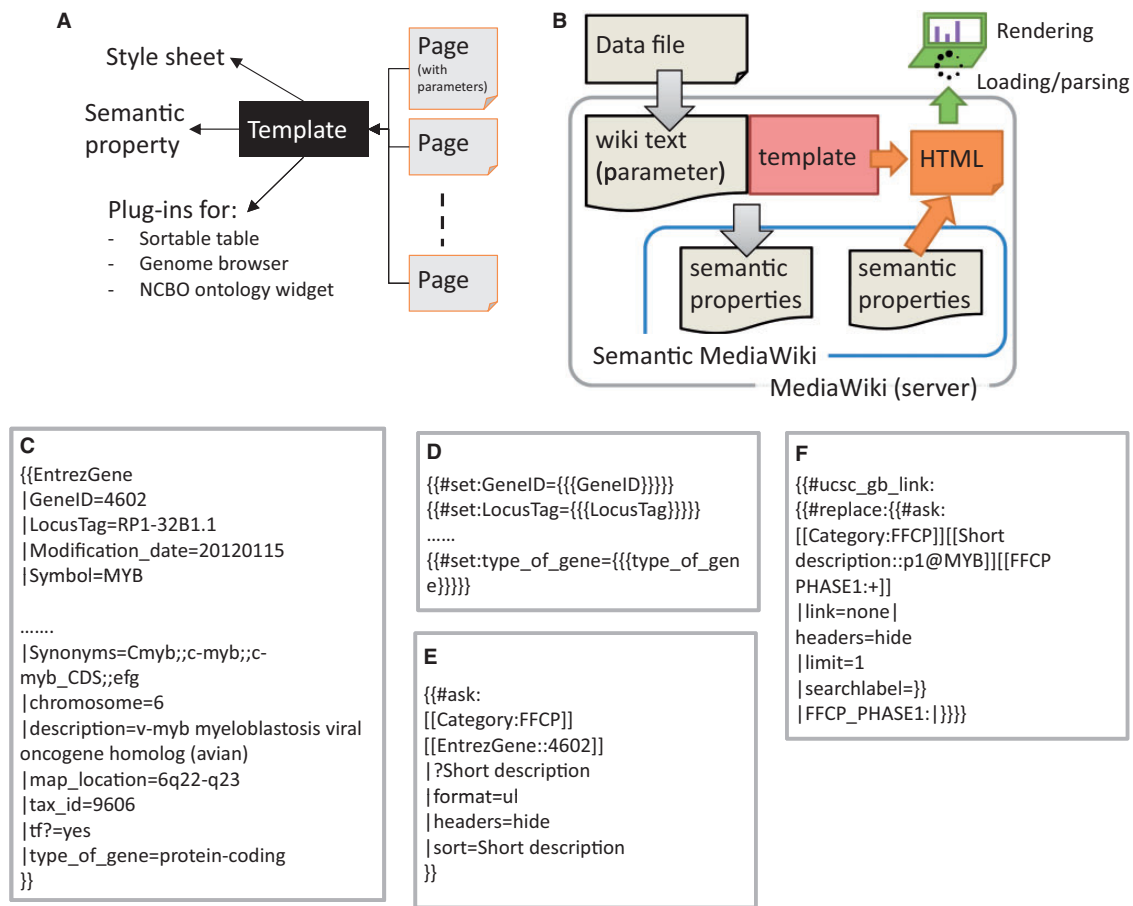 A
Style sheet
Semantic
property
Template
Plug-ins for:
- Sortable table
- Genome browser
- NCBO ontology widget
Page
(with
parameters)
Page
Page
B
Data file
Rendering
Loading/parsing
wiki text
(parameter)
template
HTML
semantic
properties
semantic
properties
Semantic MediaWiki
MediaWiki (server)
C
{{EntrezGene
|GeneID=4602
|LocusTag=RP1-32B1.1
|Modification_date=20120115
|Symbol=MYB
.......
|Synonyms=Cmyb;;c-myb;;c-
myb_CDS;;efg
|chromosome=6
|description=v-myb myeloblastosis viral
oncogene homolog (avian)
|map_location=6q22-q23
|tax_id=9606
|tf?=yes
|type_of_gene=protein-coding
}}
D
{{#set:GeneID={{{GeneID}}}}}
{{#set:LocusTag={{{LocusTag}}}}}
......
{{#set:type_of_gene={{{type_of_gen
e}}}}}
E
{{#ask:
[[Category:FFCP]]
[[EntrezGene::4602]]
|?Short description
|format=ul
|headers=hide
|sort=Short description
}}
F
{{#ucsc_gb_link:
{{#replace:{{#ask:
[[Category:FFCP]][[Short
description::p1@MYB]][[FFCP
PHASE1:+]]
|link=none|
headers=hide
|limit=1
|searchlabel=}}
|FFCP_PHASE1:|}}}}